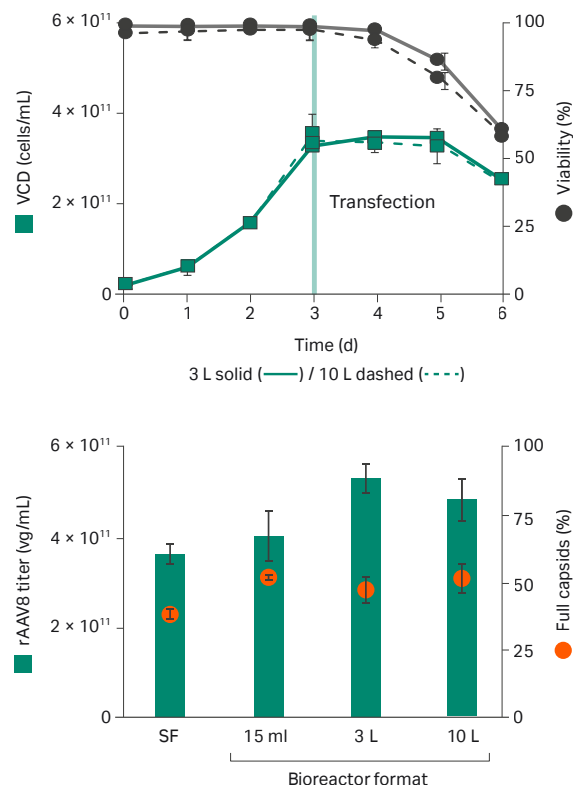 6 × 10¹¹
4 × 10¹¹
2 × 10¹¹
0
VCD (cells/mL)
100
75
50
25
0
Viability (%)
Transfection
0 1 2 3 4 5 6
Time (d)
3 L solid ( ) / 10 L dashed ( )
6 × 10¹¹
4 × 10¹¹
2 × 10¹¹
0
rAAV8 titer (vg/mL)
100
75
50
25
0
Full capsids (%)
SF 15 ml 3 L 10 L
Bioreactor format